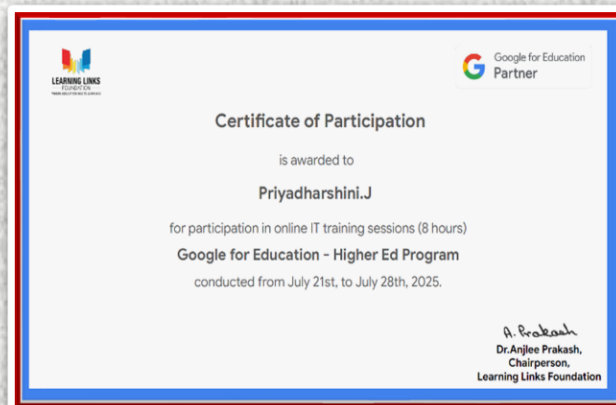 LEARNING LINKS
FOUNDATION
Google for Education
Partner
Certificate of Participation
is awarded to
Priyadharshini.J
for participation in online IT training sessions (8 hours)
Google for Education - Higher Ed Program
conducted from July 21st, to July 28th, 2025.
A. Prakash
Dr.Anjlee Prakash,
Chairperson,
Learning Links Foundation